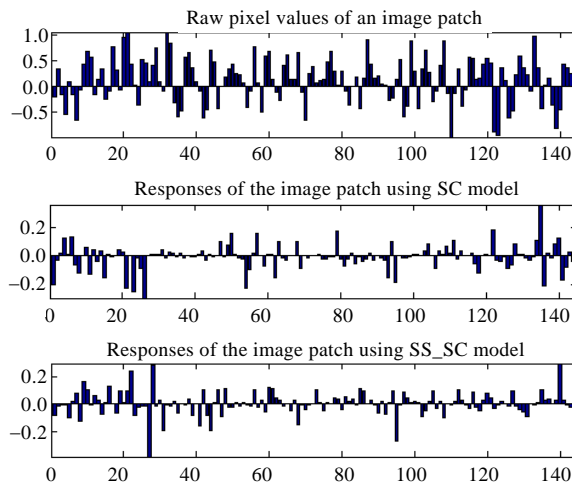 Raw pixel values of an image patch
1.0
0.5
0.0
−0.5
0 20 40 60 80 100 120 140
Responses of the image patch using SC model
0.2
0.0
−0.2
0 20 40 60 80 100 120 140
Responses of the image patch using SS_SC model
0.2
0.0
−0.2
0 20 40 60 80 100 120 140